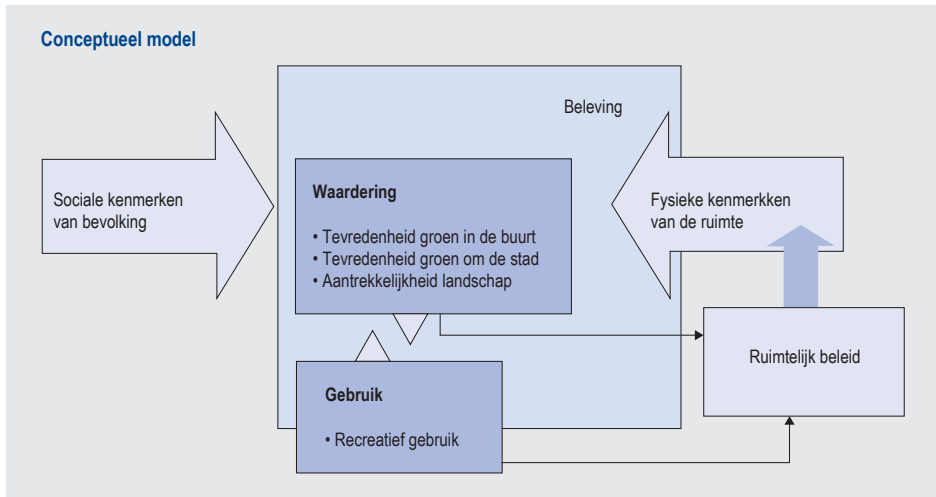 Conceptueel model
Beleving
Sociale kenmerken
van bevolking
Waardering
• Tevredenheid groen in de buurt
• Tevredenheid groen om de stad
• Aantrekkelijkheid landschap
Fysieke kenmerkken
van de ruimte
Ruimtelijk beleid
Gebruik
• Recreatief gebruik